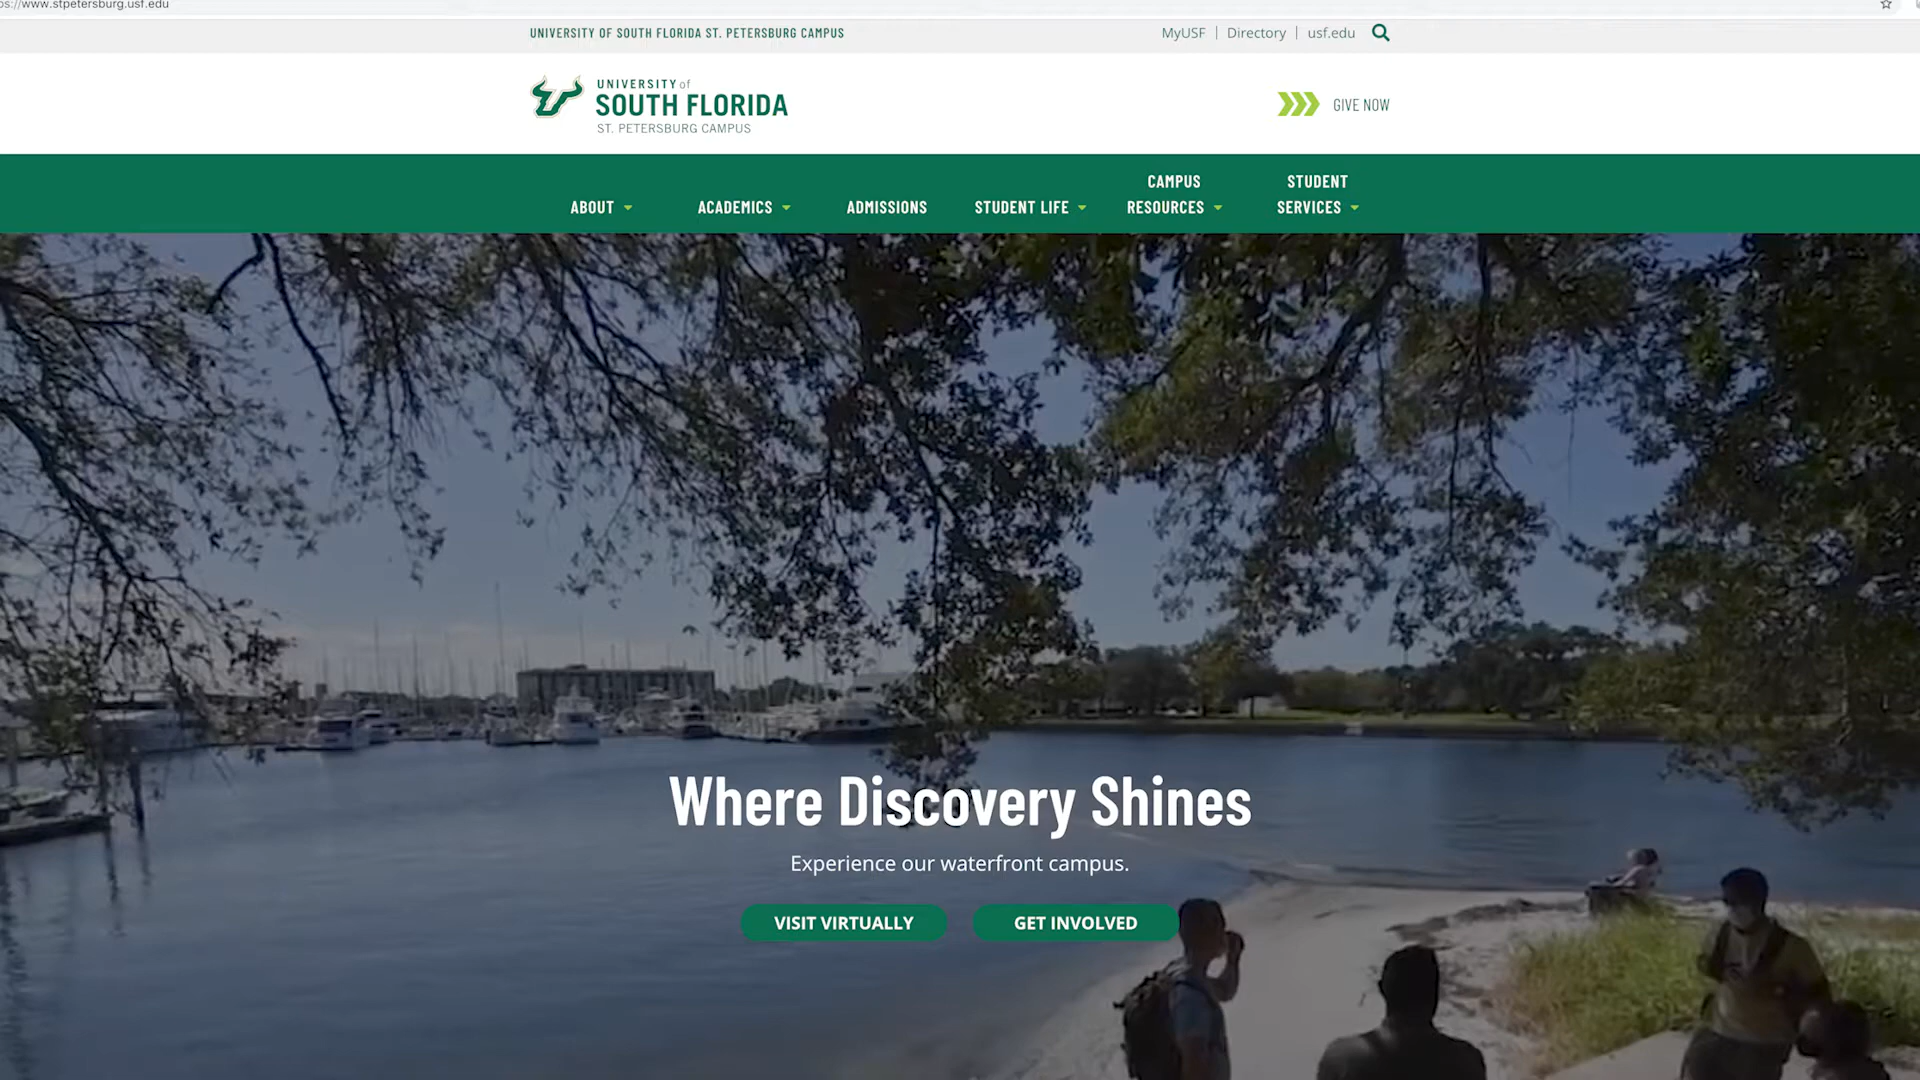 www.stpetersburg.usf.edu
UNIVERSITY OF SOUTH FLORIDA ST. PETERSBURG CAMPUS
MyUSF | Directory | usf.edu
UNIVERSITY of
SOUTH FLORIDA
ST. PETERSBURG CAMPUS
GIVE NOW
ABOUT
ACADEMICS
ADMISSIONS
STUDENT LIFE
CAMPUS
RESOURCES
STUDENT
SERVICES
Where Discovery Shines
Experience our waterfront campus.
VISIT VIRTUALLY
GET INVOLVED